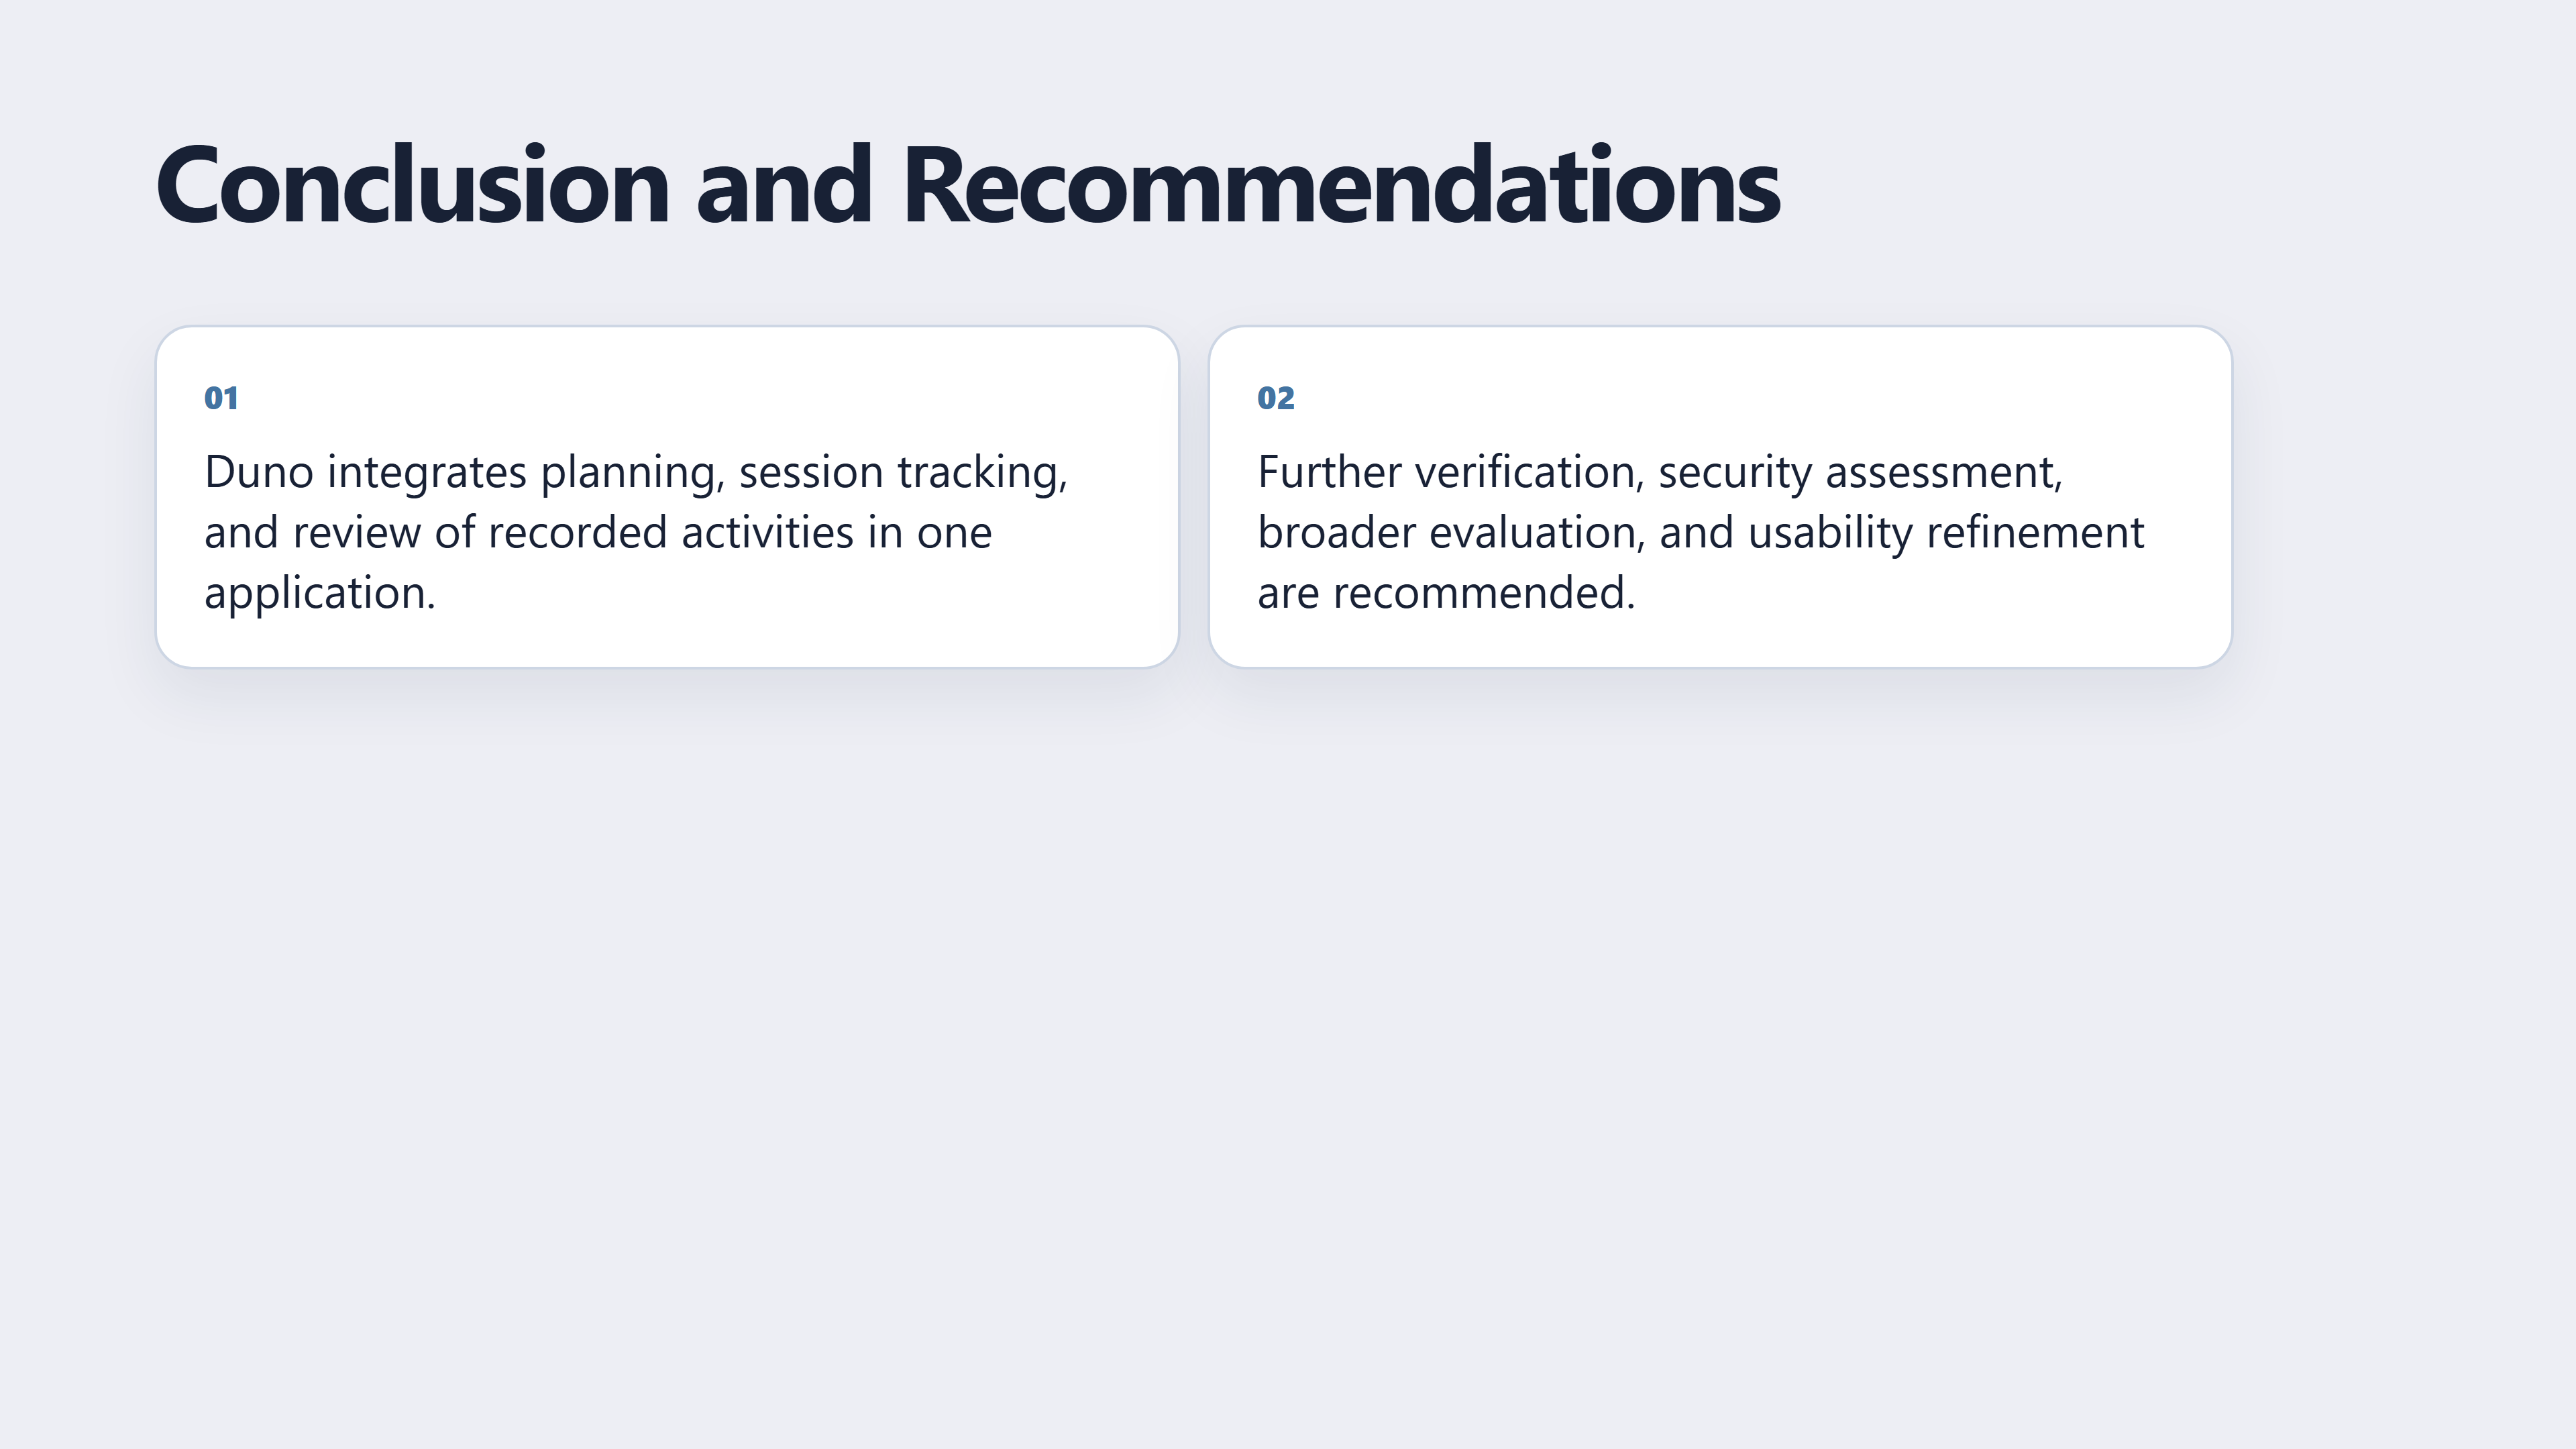 Conclusion and Recommendations
01
Duno integrates planning, session tracking,
and review of recorded activities in one
application.
02
Further verification, security assessment,
broader evaluation, and usability refinement
are recommended.